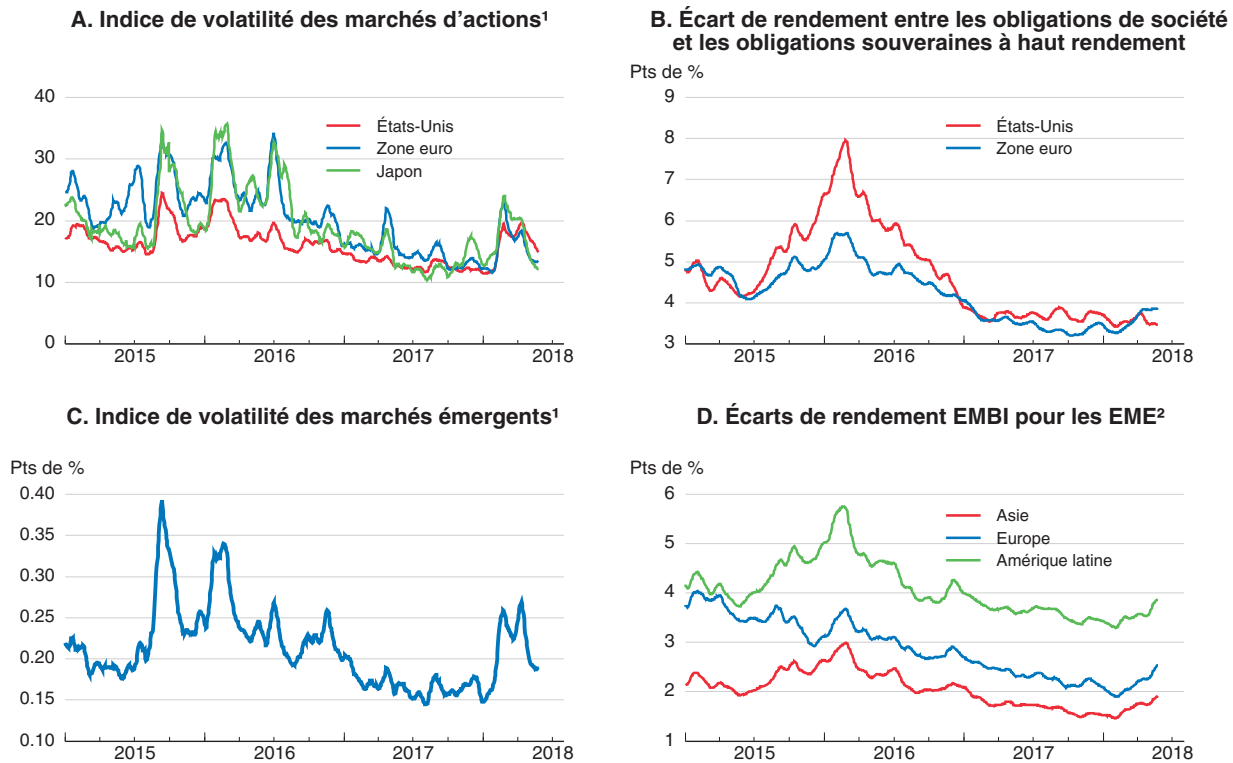 A. Indice de volatilité des marchés d'actions¹
40
30
20
10
0
États-Unis
Zone euro
Japon
2015 2016 2017 2018
B. Écart de rendement entre les obligations de société
et les obligations souveraines à haut rendement
Pts de %
9
8
7
6
5
4
3
États-Unis
Zone euro
2015 2016 2017 2018
C. Indice de volatilité des marchés émergents¹
Pts de %
0.40
0.35
0.30
0.25
0.20
0.15
0.10
2015 2016 2017 2018
D. Écarts de rendement EMBI pour les EME²
Pts de %
6
5
4
3
2
1
Asie
Europe
Amérique latine
2015 2016 2017 2018